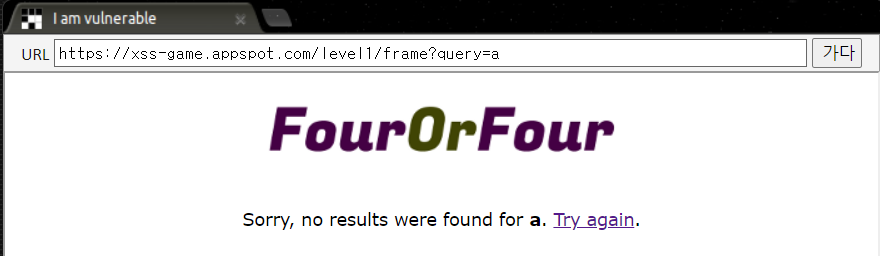 I am vulnerable
URL https://xss-game.appspot.com/level1/frame?query=a 가다
FourOrFour
Sorry, no results were found for a. Try again.